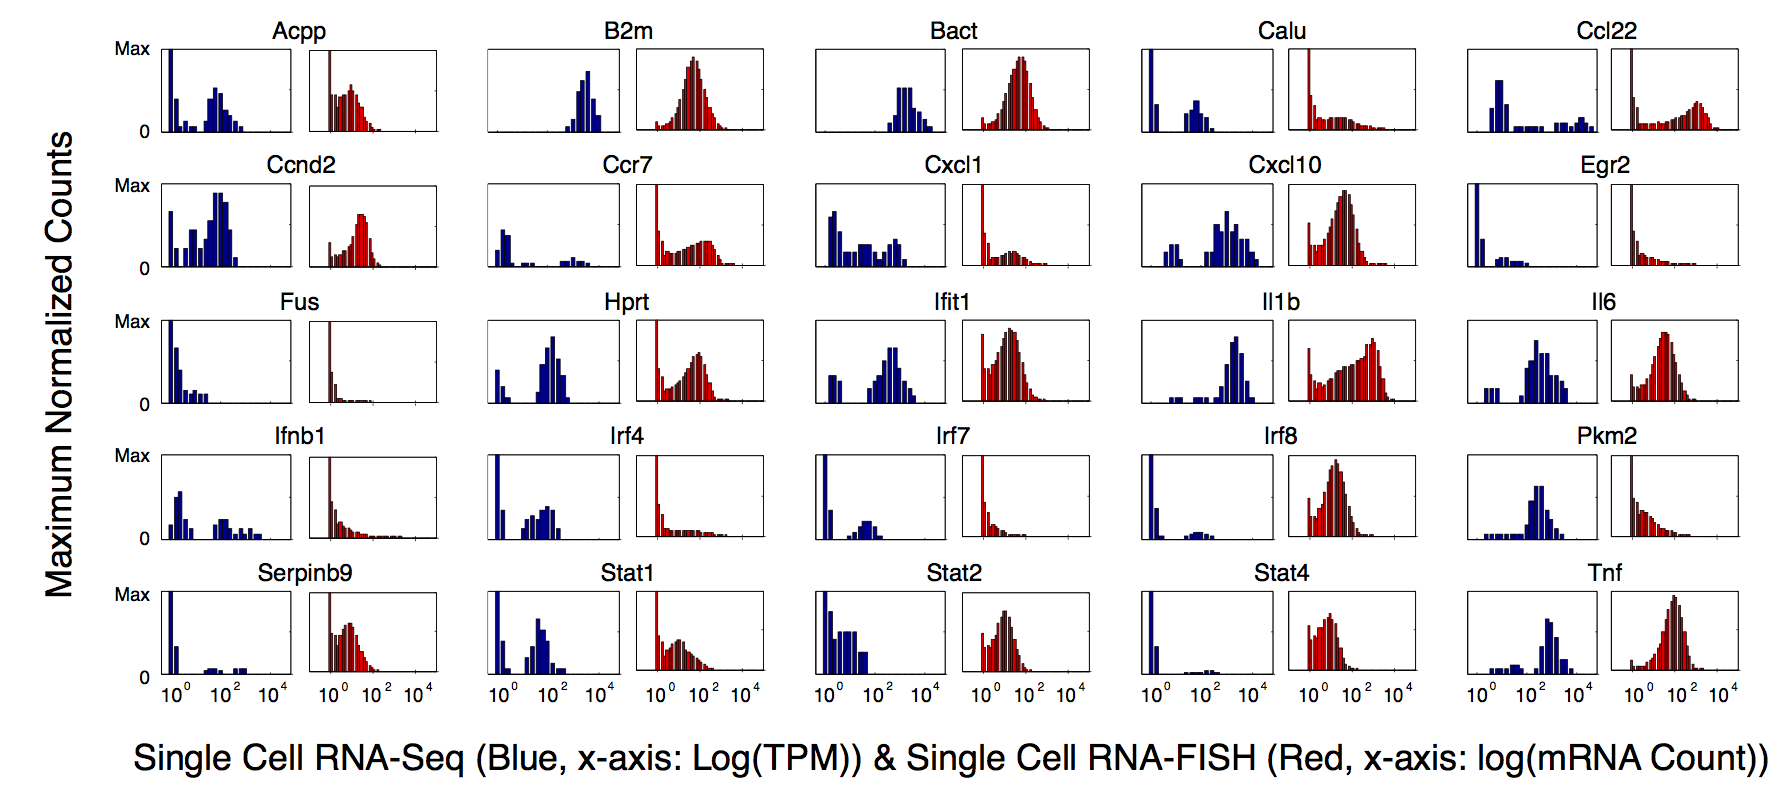 Acpp B2m Bact Calu Ccl22
Max
0
Ccnd2 Ccr7 Cxcl1 Cxcl10 Egr2
Max
0
Fus Hprt Ifit1 Il1b Il6
Max
0
Ifnb1 Irf4 Irf7 Irf8 Pkm2
Max
0
Serpinb9 Stat1 Stat2 Stat4 Tnf
Max
0
10⁰ 10² 10⁴ 10⁰ 10² 10⁴ 10⁰ 10² 10⁴ 10⁰ 10² 10⁴ 10⁰ 10² 10⁴ 10⁰ 10² 10⁴ 10⁰ 10² 10⁴ 10⁰ 10² 10⁴ 10⁰ 10² 10⁴ 10⁰ 10² 10⁴
Maximum Normalized Counts
Single Cell RNA-Seq (Blue, x-axis: Log(TPM)) & Single Cell RNA-FISH (Red, x-axis: log(mRNA Count))